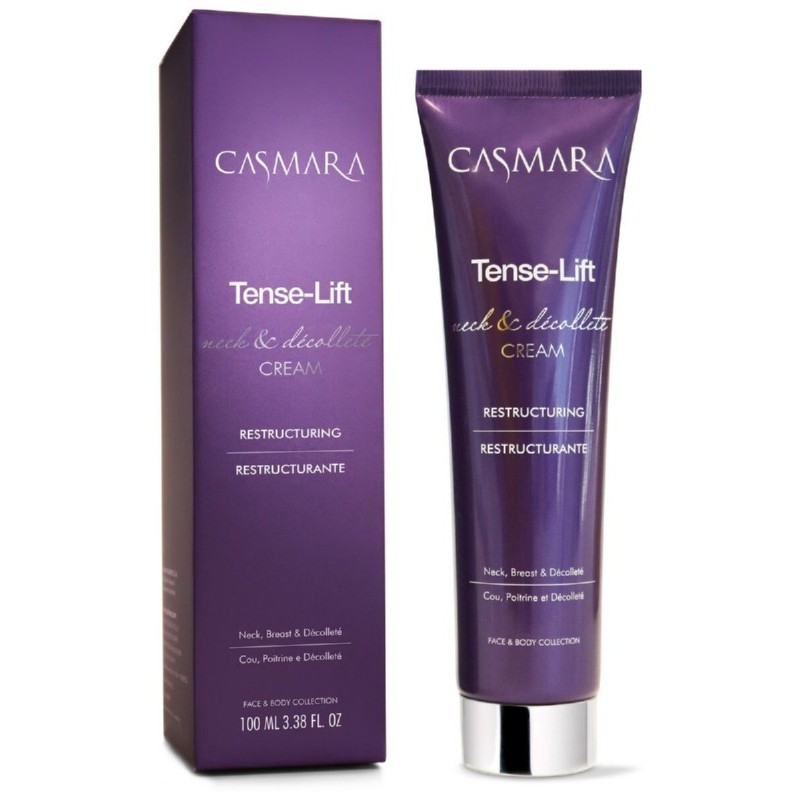 CASMARA
Tense-Lift
neck & décolleté
CREAM
RESTRUCTURING
RESTRUCTURANTE
Neck, Breast & Décolleté
Cou, Poitrine e Décolleté
FACE & BODY COLLECTION
100 ML 3.38 FL. OZ
CASMARA
Tense-Lift
neck & décolleté
CREAM
RESTRUCTURING
RESTRUCTURANTE
Neck, Breast & Décolleté
Cou, Poitrine et Décolleté
FACE & BODY COLLECTION